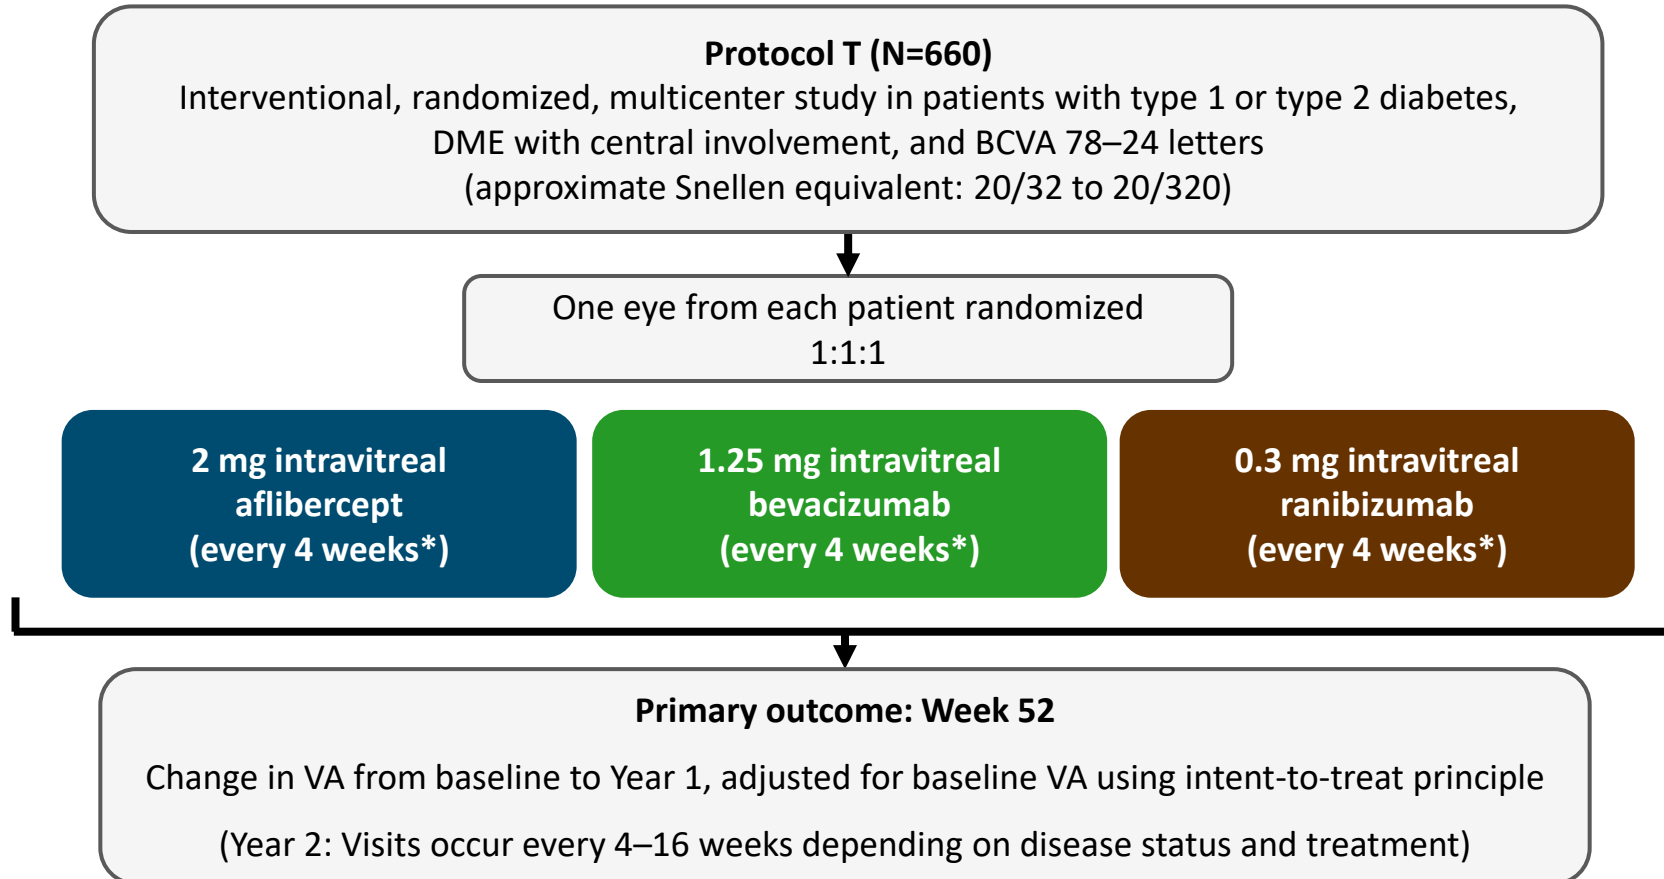 Protocol T (N=660)
Interventional, randomized, multicenter study in patients with type 1 or type 2 diabetes,
DME with central involvement, and BCVA 78–24 letters
(approximate Snellen equivalent: 20/32 to 20/320)
One eye from each patient randomized
1:1:1
2 mg intravitreal
aflibercept
(every 4 weeks*)
1.25 mg intravitreal
bevacizumab
(every 4 weeks*)
0.3 mg intravitreal
ranibizumab
(every 4 weeks*)
Primary outcome: Week 52
Change in VA from baseline to Year 1, adjusted for baseline VA using intent-to-treat principle
(Year 2: Visits occur every 4–16 weeks depending on disease status and treatment)